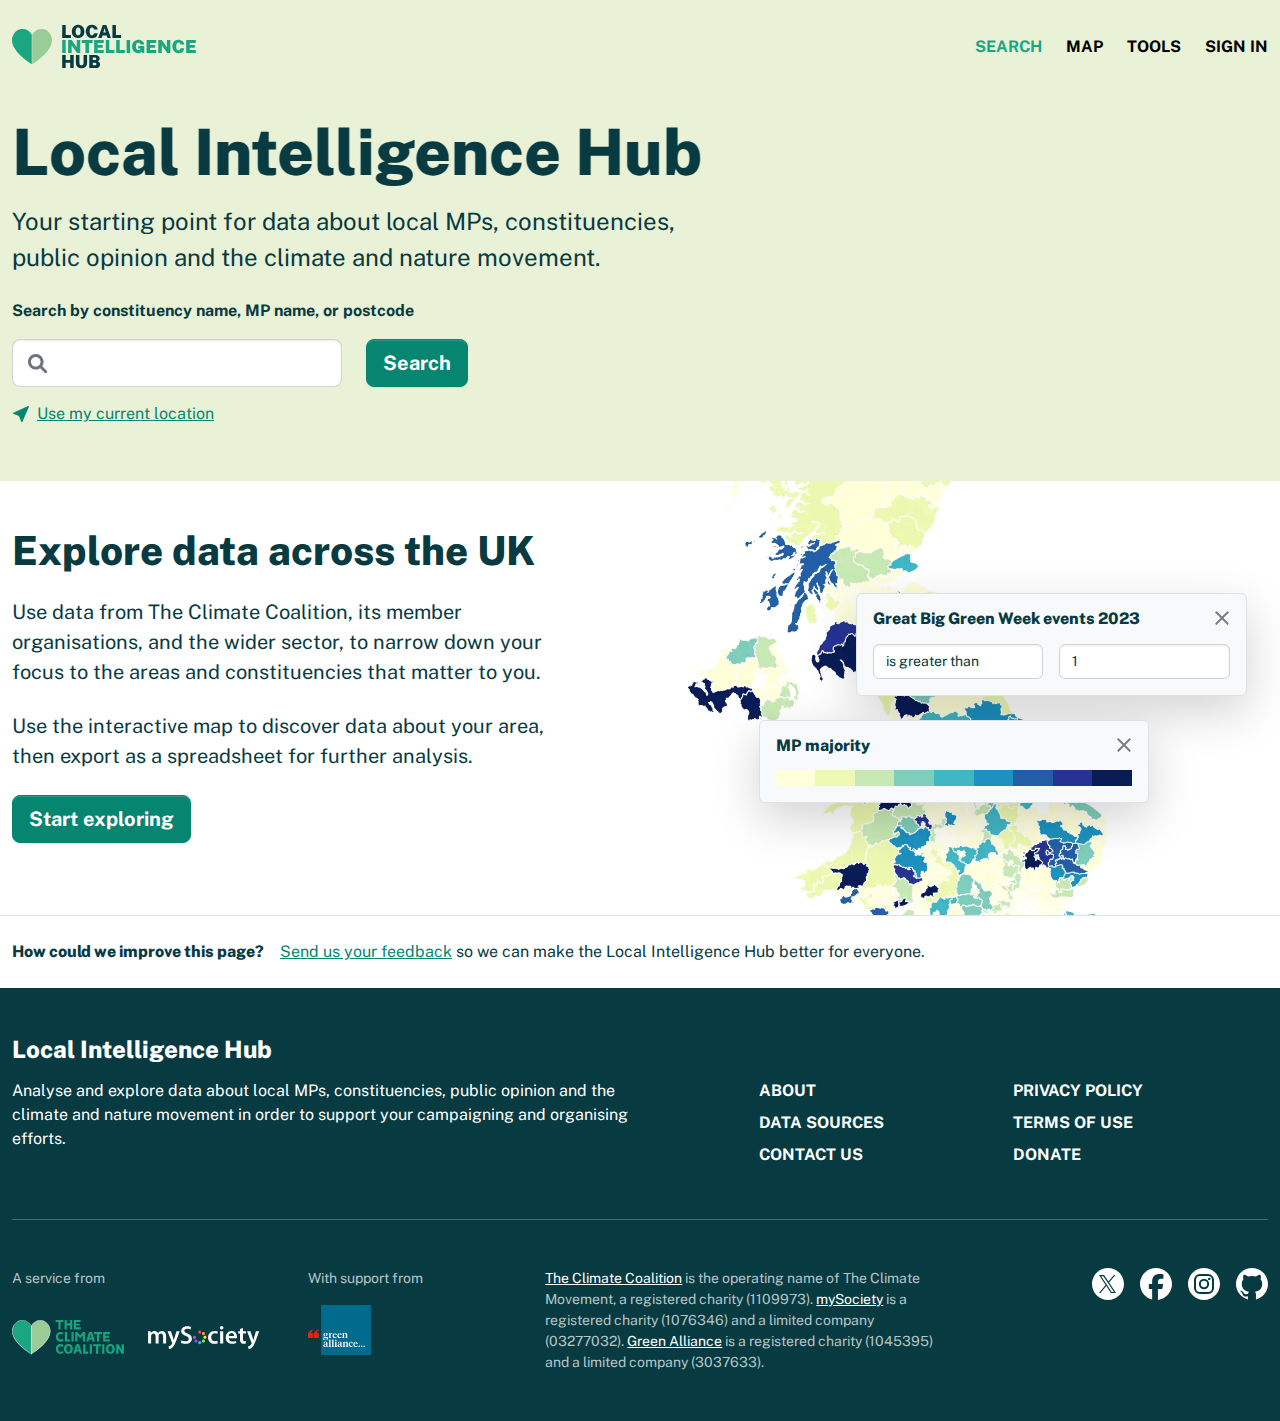 LOCAL
INTELLIGENCE
HUB
SEARCH MAP TOOLS SIGN IN
Local Intelligence Hub
Your starting point for data about local MPs, constituencies,
public opinion and the climate and nature movement.
Search by constituency name, MP name, or postcode
Search
Use my current location
Explore data across the UK
Use data from The Climate Coalition, its member
organisations, and the wider sector, to narrow down your
focus to the areas and constituencies that matter to you.
Use the interactive map to discover data about your area,
then export as a spreadsheet for further analysis.
Start exploring
Great Big Green Week events 2023
is greater than 1
MP majority
How could we improve this page? Send us your feedback so we can make the Local Intelligence Hub better for everyone.
Local Intelligence Hub
Analyse and explore data about local MPs, constituencies, public opinion and the
climate and nature movement in order to support your campaigning and organising
efforts.
ABOUT
DATA SOURCES
CONTACT US
PRIVACY POLICY
TERMS OF USE
DONATE
A service from
THE
CLIMATE
COALITION
mySociety
With support from
green
alliance...
The Climate Coalition is the operating name of The Climate
Movement, a registered charity (1109973). mySociety is a
registered charity (1076346) and a limited company
(03277032). Green Alliance is a registered charity (1045395)
and a limited company (3037633).